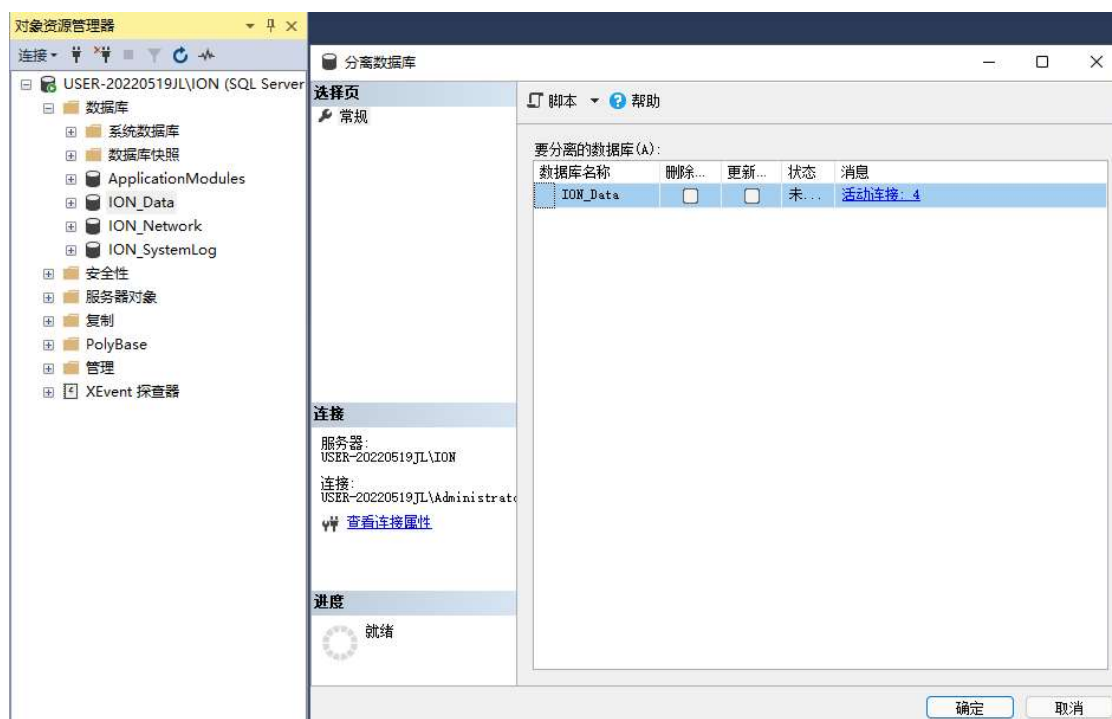 对象资源管理器
连接
USER-20220519JL\ION (SQL Server
数据库
系统数据库
数据库快照
ApplicationModules
ION_Data
ION_Network
ION_SystemLog
安全性
服务器对象
复制
PolyBase
管理
XEvent 探查器
分离数据库
选择页
常规
脚本 帮助
要分离的数据库(A):
数据库名称 删除... 更新... 状态 消息
ION_Data 未... 活动连接: 4
连接
服务器:
USER-20220519JL\ION
连接:
USER-20220519JL\Administrato
查看连接属性
进度
就绪
确定 取消